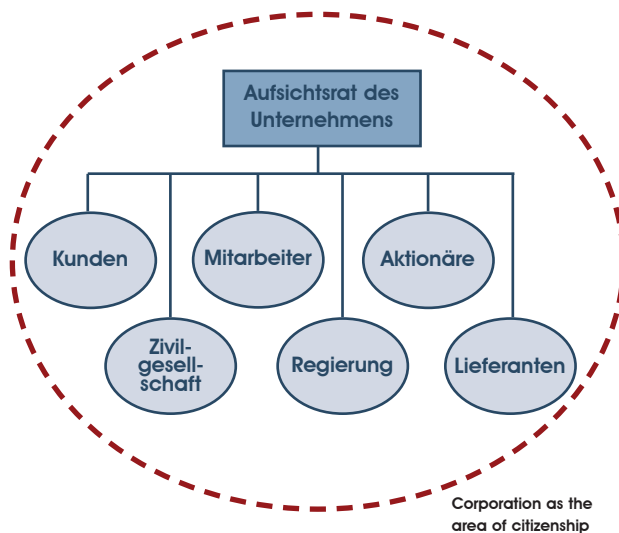 Aufsichtsrat des
Unternehmens
Kunden
Mitarbeiter
Aktionäre
Zivil-
gesell-
schaft
Regierung
Lieferanten
Corporation as the
area of citizenship